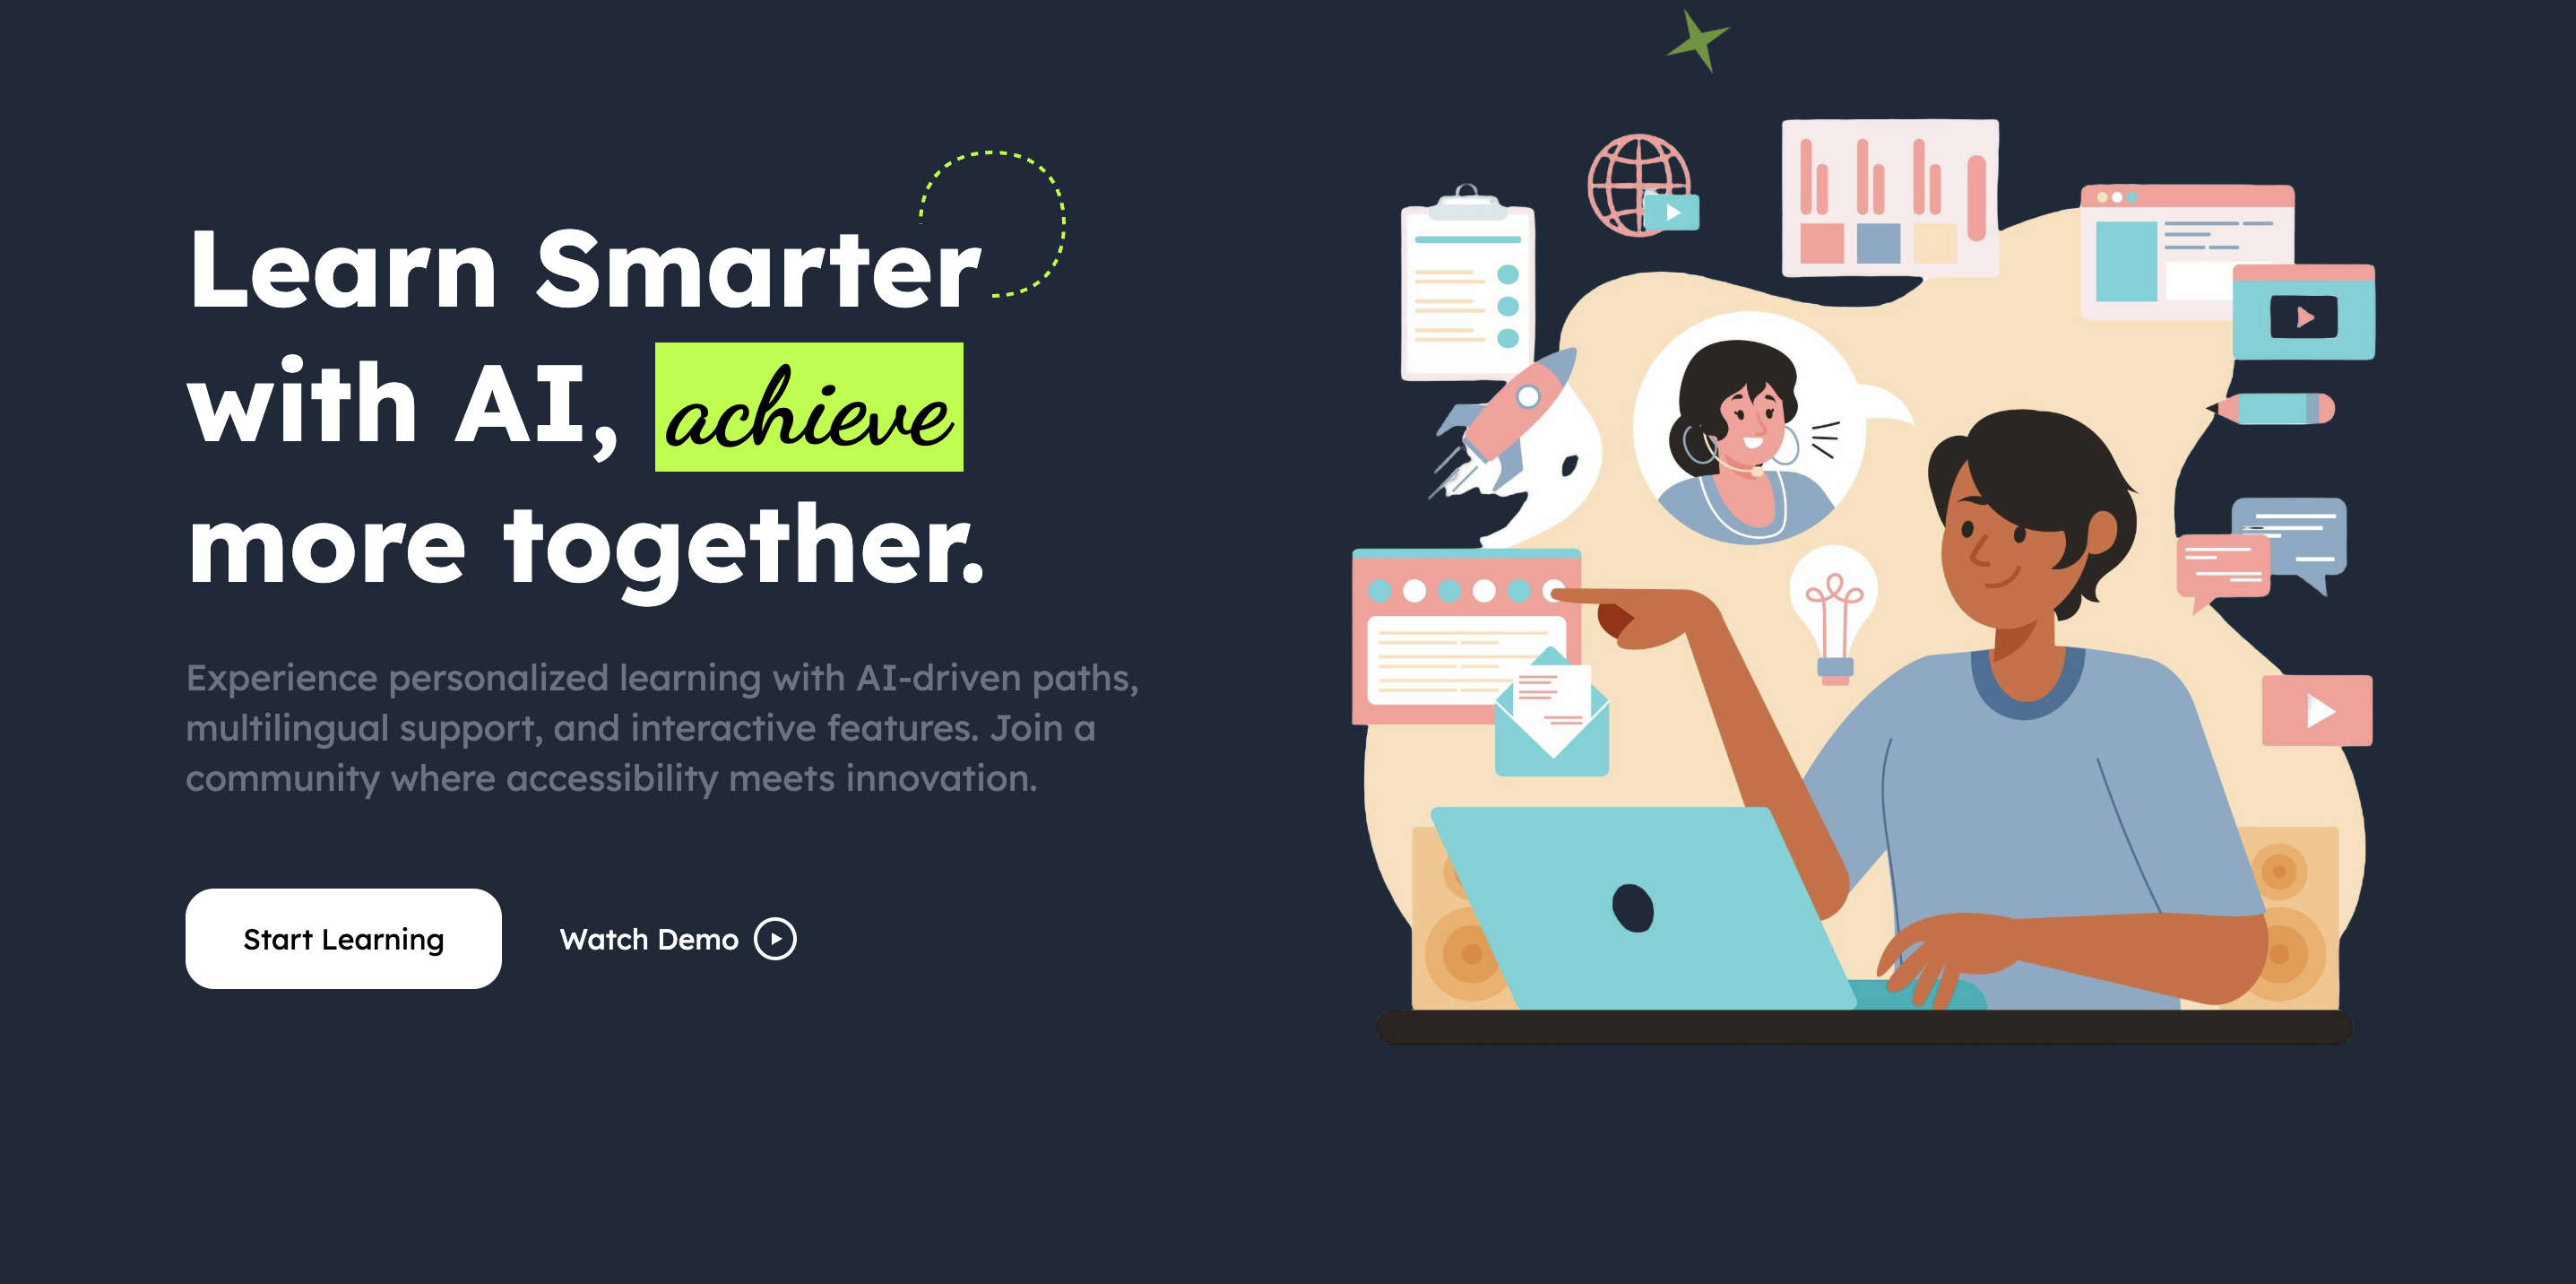 Learn Smarter
with AI, achieve
more together.
Experience personalized learning with AI-driven paths,
multilingual support, and interactive features. Join a
community where accessibility meets innovation.
Start Learning
Watch Demo